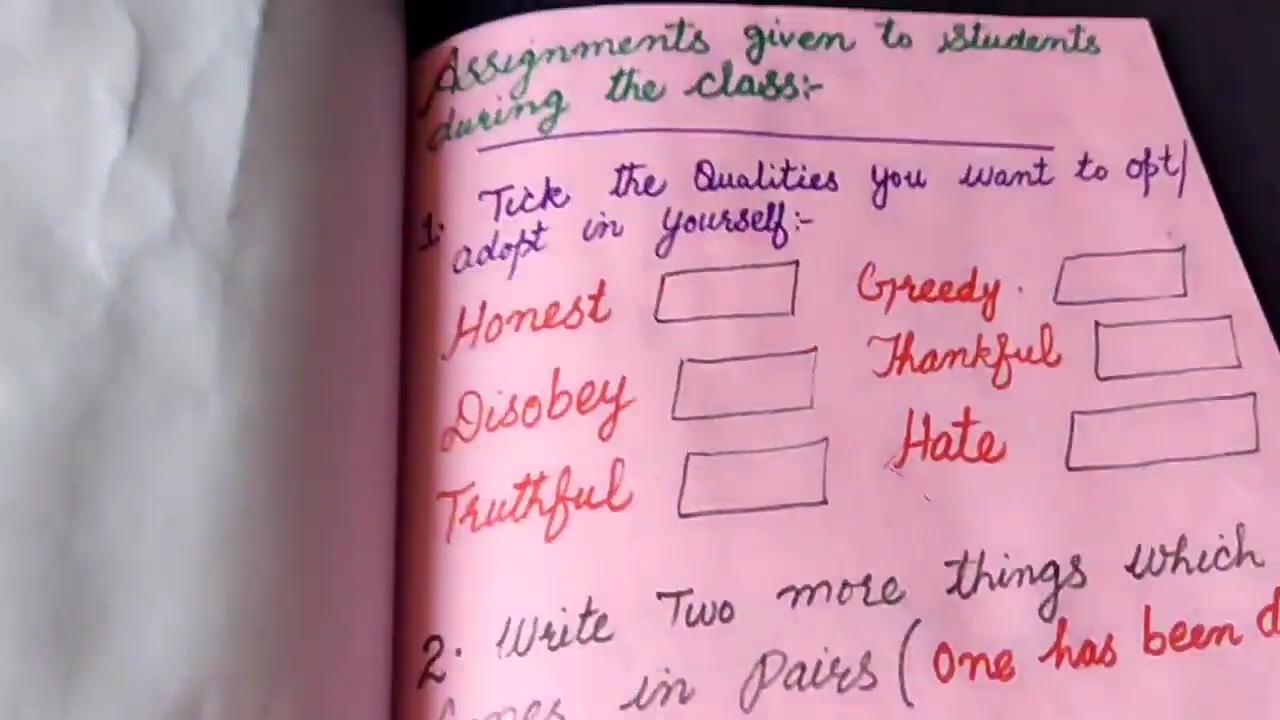 Assignments given to students
during the class:-
1. Tick the Qualities you want to opt/
adopt in yourself:-
Honest Greedy.
Disobey Thankful
Truthful Hate
2. Write Two more things which
in Pairs (One has been